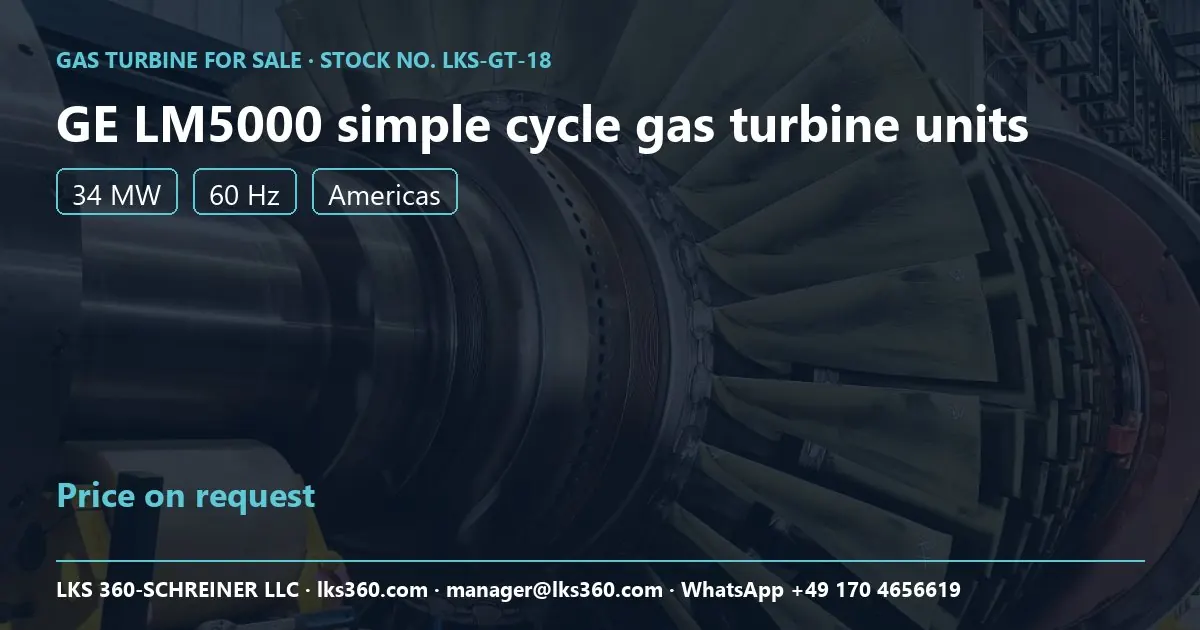 GAS TURBINE FOR SALE · STOCK NO. LKS-GT-18
GE LM5000 simple cycle gas turbine units
34 MW
60 Hz
Americas
Price on request
LKS 360-SCHREINER LLC · lks360.com · manager@lks360.com · WhatsApp +49 170 4656619